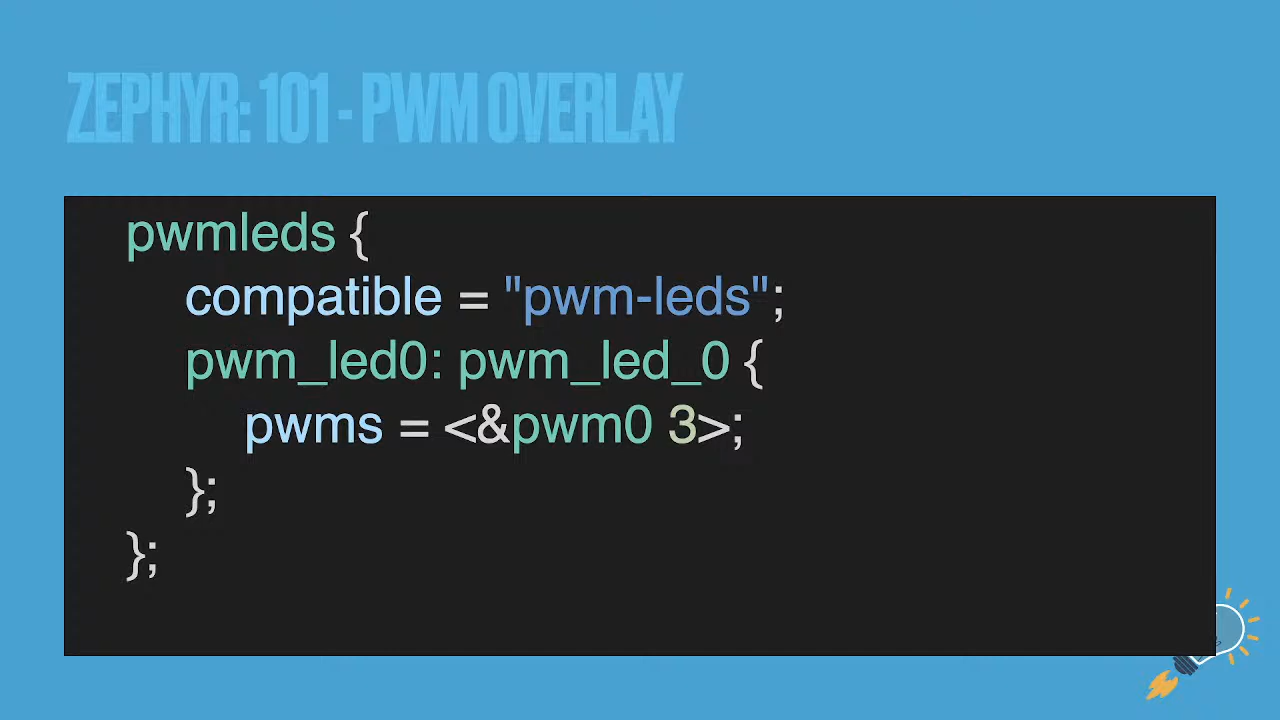 ZEPHYR: 101 - PWM OVERLAY
pwmleds {
compatible = "pwm-leds";
pwm_led0: pwm_led_0 {
pwms = <&pwm0 3>;
};
};